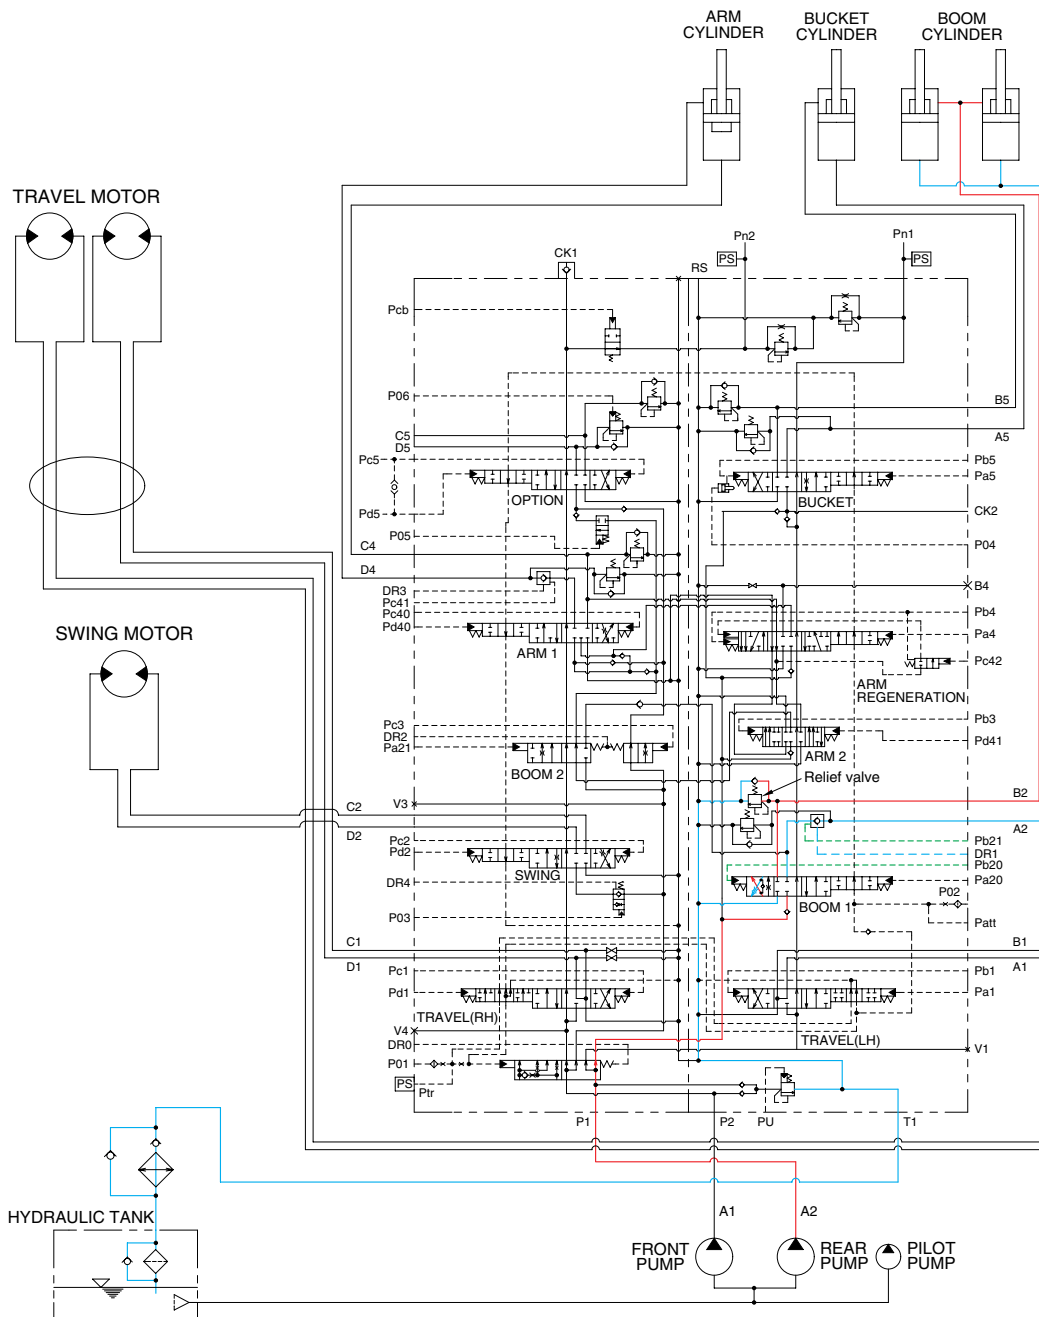 ARM
CYLINDER
BUCKET
CYLINDER
BOOM
CYLINDER
TRAVEL MOTOR
Pn2
Pn1
CK1
PS
PS
RS
Pcb
P06
C5
D5
B5
A5
Pc5
Pb5
Pa5
OPTION
BUCKET
Pd5
CK2
P05
P04
C4
D4
DR3
Pc41
Pc40
Pd40
B4
Pb4
Pa4
SWING MOTOR
ARM 1
Pc42
ARM
REGENERATION
Pc3
DR2
Pa21
Pb3
Pd41
BOOM 2
ARM 2
Relief valve
C2
V3
B2
D2
A2
Pc2
Pd2
Pb21
DR1
Pb20
SWING
DR4
Pa20
P03
BOOM 1
P02
Patt
C1
D1
B1
A1
Pc1
Pd1
Pb1
Pa1
TRAVEL(RH)
V4
TRAVEL(LH)
DR0
V1
P01
PS
Ptr
P1
P2
PU
T1
HYDRAULIC TANK
A1
A2
FRONT
PUMP
REAR
PUMP
PILOT
PUMP